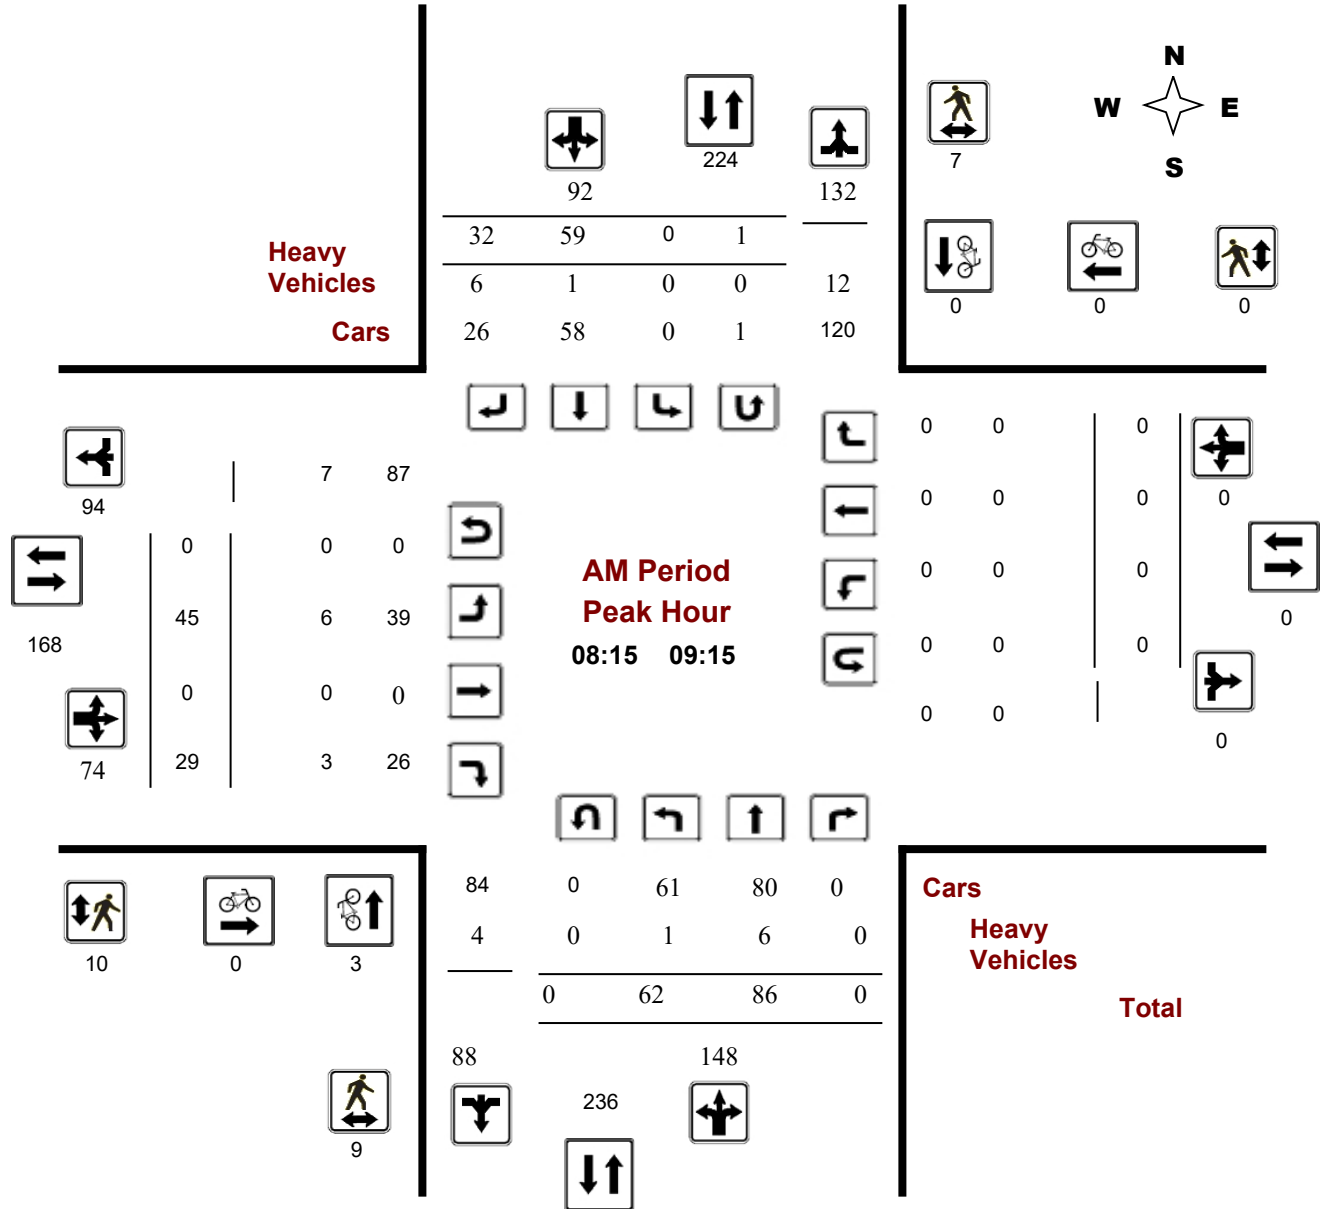 N
W E
S
224
7
92 132
32 59 0 1
Heavy
Vehicles 6 1 0 0 12
0 0 0
Cars 26 58 0 1 120
0 0 0
7 87
94
0 0 0
0 0 0 0
AM Period
0 0 0
Peak Hour
45 6 39
0
168
08:15 09:15
0 0 0
0 0 0
0 0
0
74 29 3 26
84 0 61 80 0 Cars
4 0 1 6 0 Heavy
Vehicles
10 0 3
0 62 86 0 Total
88 148
236
9